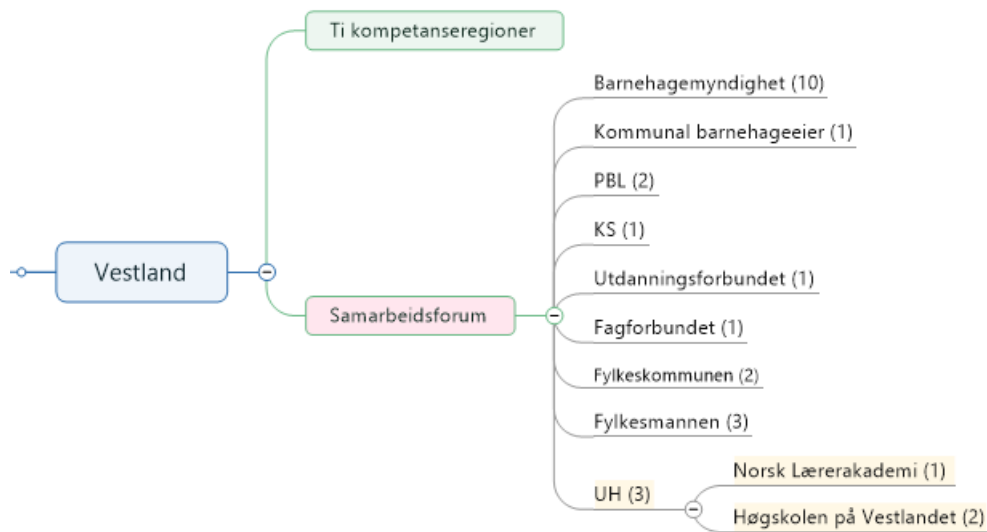 Ti kompetanseregioner
Barnehagemyndighet (10)
Kommunal barnehageeier (1)
PBL (2)
KS (1)
Vestland
Utdanningsforbundet (1)
Samarbeidsforum
Fagforbundet (1)
Fylkeskommunen (2)
Fylkesmannen (3)
Norsk Lærerakademi (1)
UH (3)
Høgskolen på Vestlandet (2)